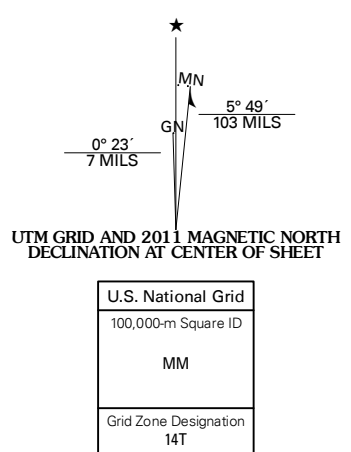 ★
MN
GN
5° 49´
103 MILS
0° 23´
7 MILS
UTM GRID AND 2011 MAGNETIC NORTH
DECLINATION AT CENTER OF SHEET
U.S. National Grid
100,000-m Square ID
MM
Grid Zone Designation
14T